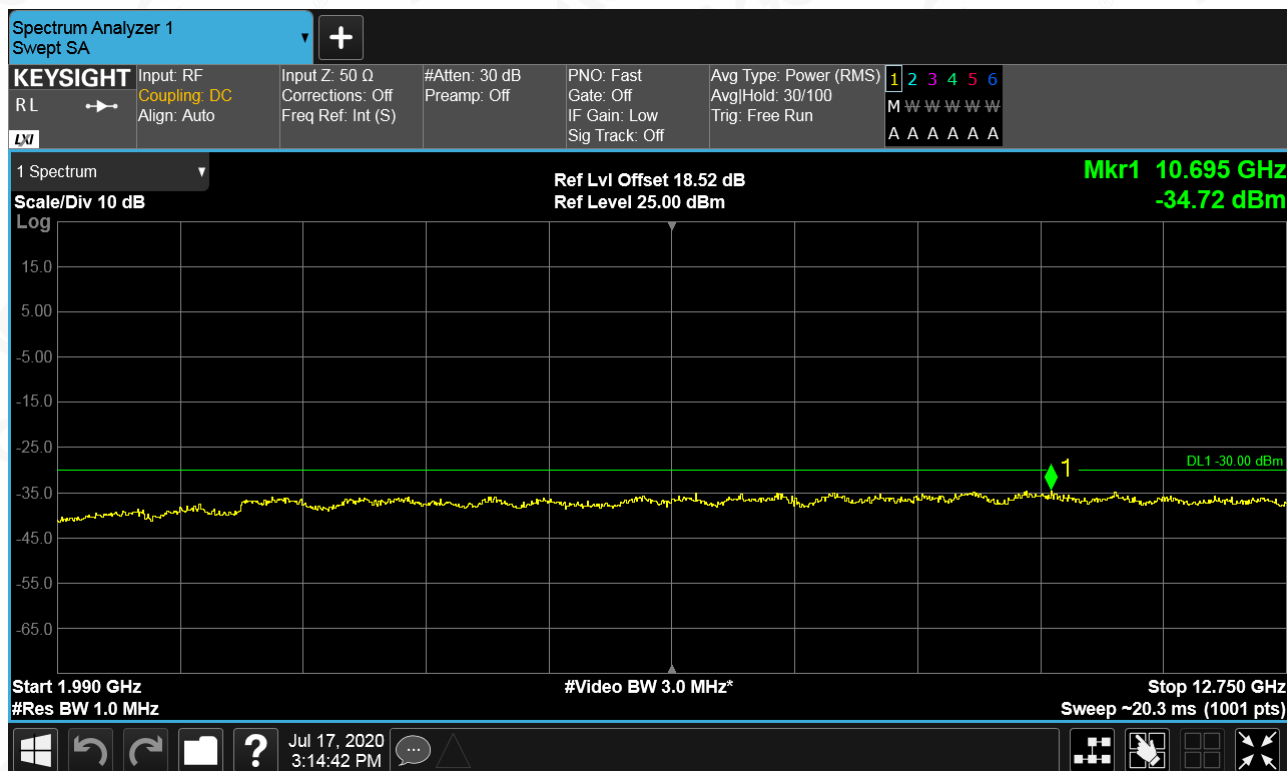 Spectrum Analyzer 1
Swept SA
+
KEYSIGHT
RL
LXI
Input: RF
Coupling: DC
Align: Auto
Input Z: 50 Ω
Corrections: Off
Freq Ref: Int (S)
#Atten: 30 dB
Preamp: Off
PNO: Fast
Gate: Off
IF Gain: Low
Sig Track: Off
Avg Type: Power (RMS)
Avg|Hold: 30/100
Trig: Free Run
1 2 3 4 5 6
M W W W W W
A A A A A A
1 Spectrum
Scale/Div 10 dB
Log
Ref Lvl Offset 18.52 dB
Ref Level 25.00 dBm
Mkr1 10.695 GHz
-34.72 dBm
15.0
5.00
-5.00
-15.0
-25.0
1
DL1 -30.00 dBm
-35.0
-45.0
-55.0
-65.0
Start 1.990 GHz
#Video BW 3.0 MHz*
Stop 12.750 GHz
#Res BW 1.0 MHz
Sweep ~20.3 ms (1001 pts)
?
Jul 17, 2020
3:14:42 PM